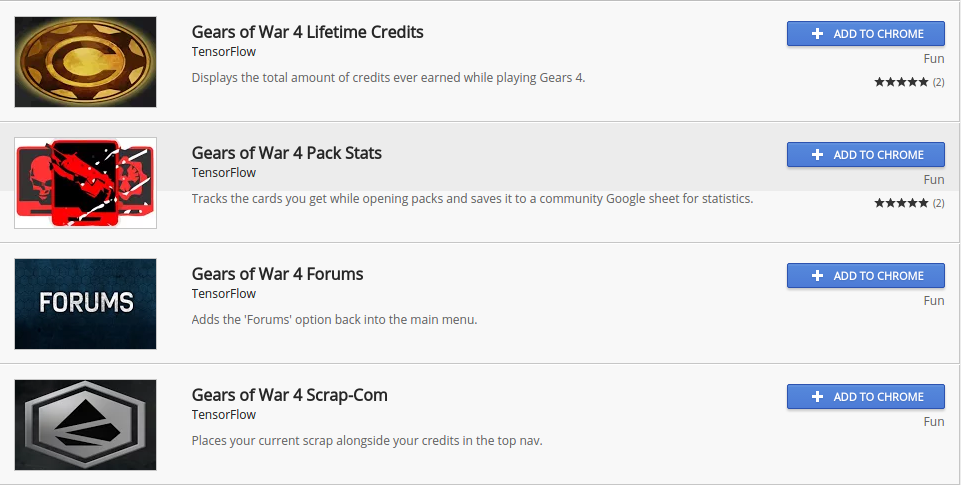 Gears of War 4 Lifetime Credits
TensorFlow
Displays the total amount of credits ever earned while playing Gears 4.
ADD TO CHROME
Fun
(2)
Gears of War 4 Pack Stats
TensorFlow
Tracks the cards you get while opening packs and saves it to a community Google sheet for statistics.
ADD TO CHROME
Fun
(2)
FORUMS
Gears of War 4 Forums
TensorFlow
Adds the 'Forums' option back into the main menu.
ADD TO CHROME
Fun
Gears of War 4 Scrap-Com
TensorFlow
Places your current scrap alongside your credits in the top nav.
ADD TO CHROME
Fun